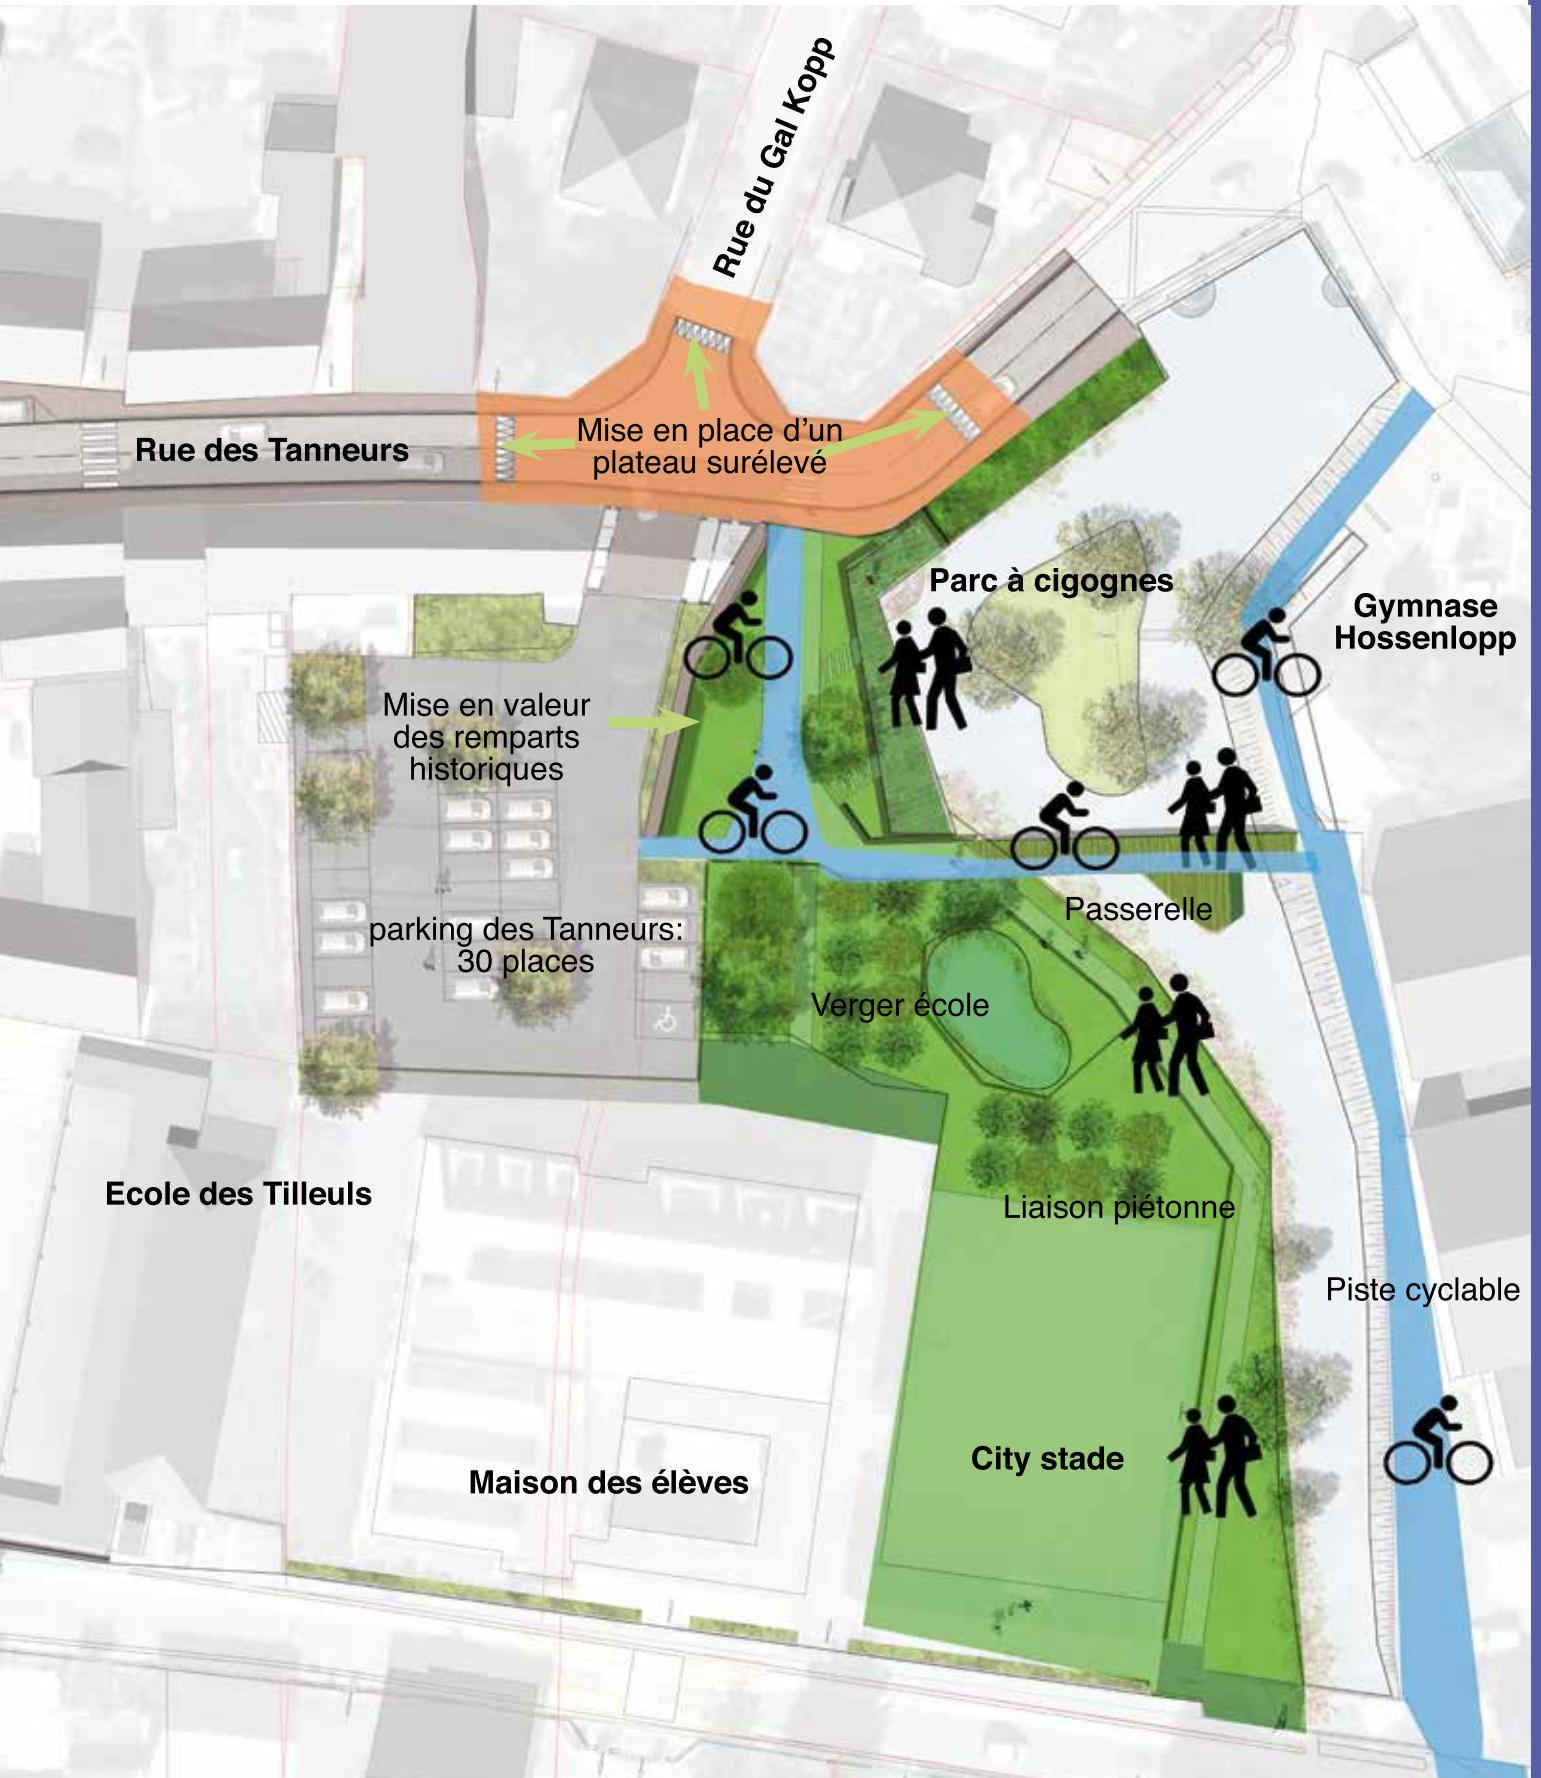 Rue du Gal Kopp
Mise en place d’un
plateau surélevé
Rue des Tanneurs
Parc à cigognes
Gymnase
Hossenlopp
Mise en valeur
des remparts
historiques
Passerelle
parking des Tanneurs:
30 places
Verger école
Ecole des Tilleuls
Liaison piétonne
Piste cyclable
City stade
Maison des élèves